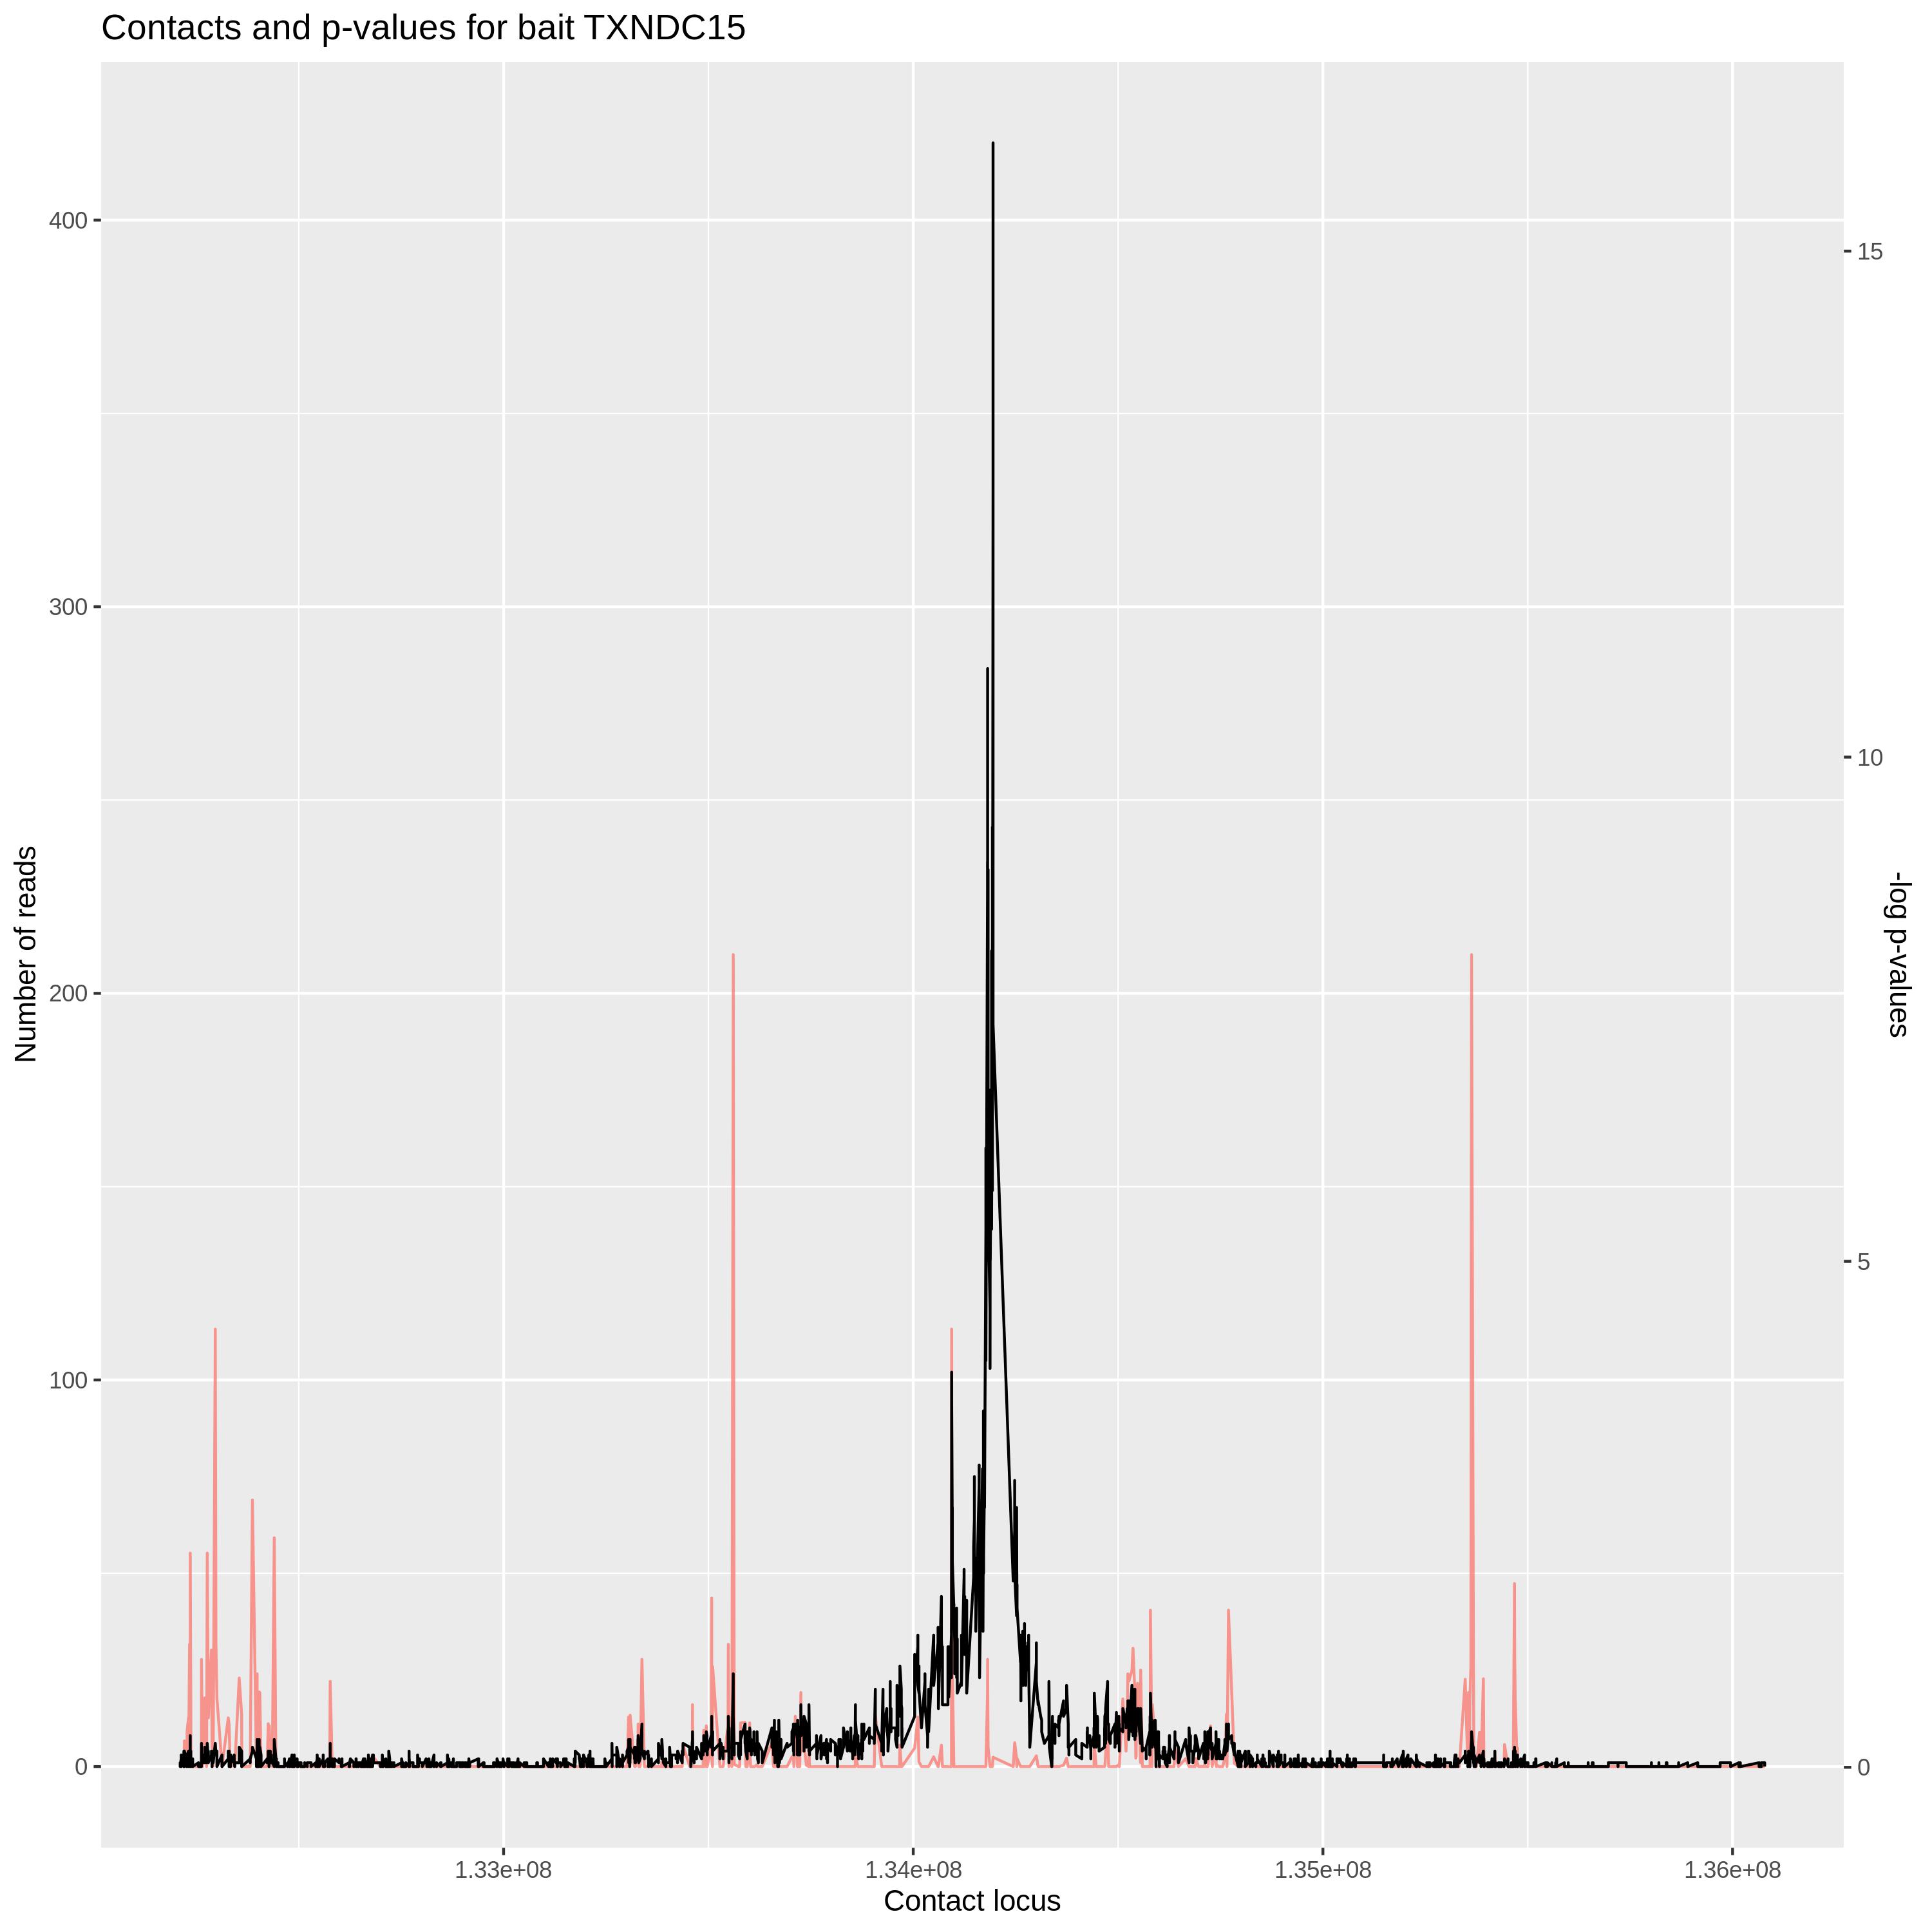 Contacts and p-values for bait TXNDC15
400
300
200
100
0
Number of reads
15
10
5
0
-log p-values
1.33e+08
1.34e+08
1.35e+08
1.36e+08
Contact locus